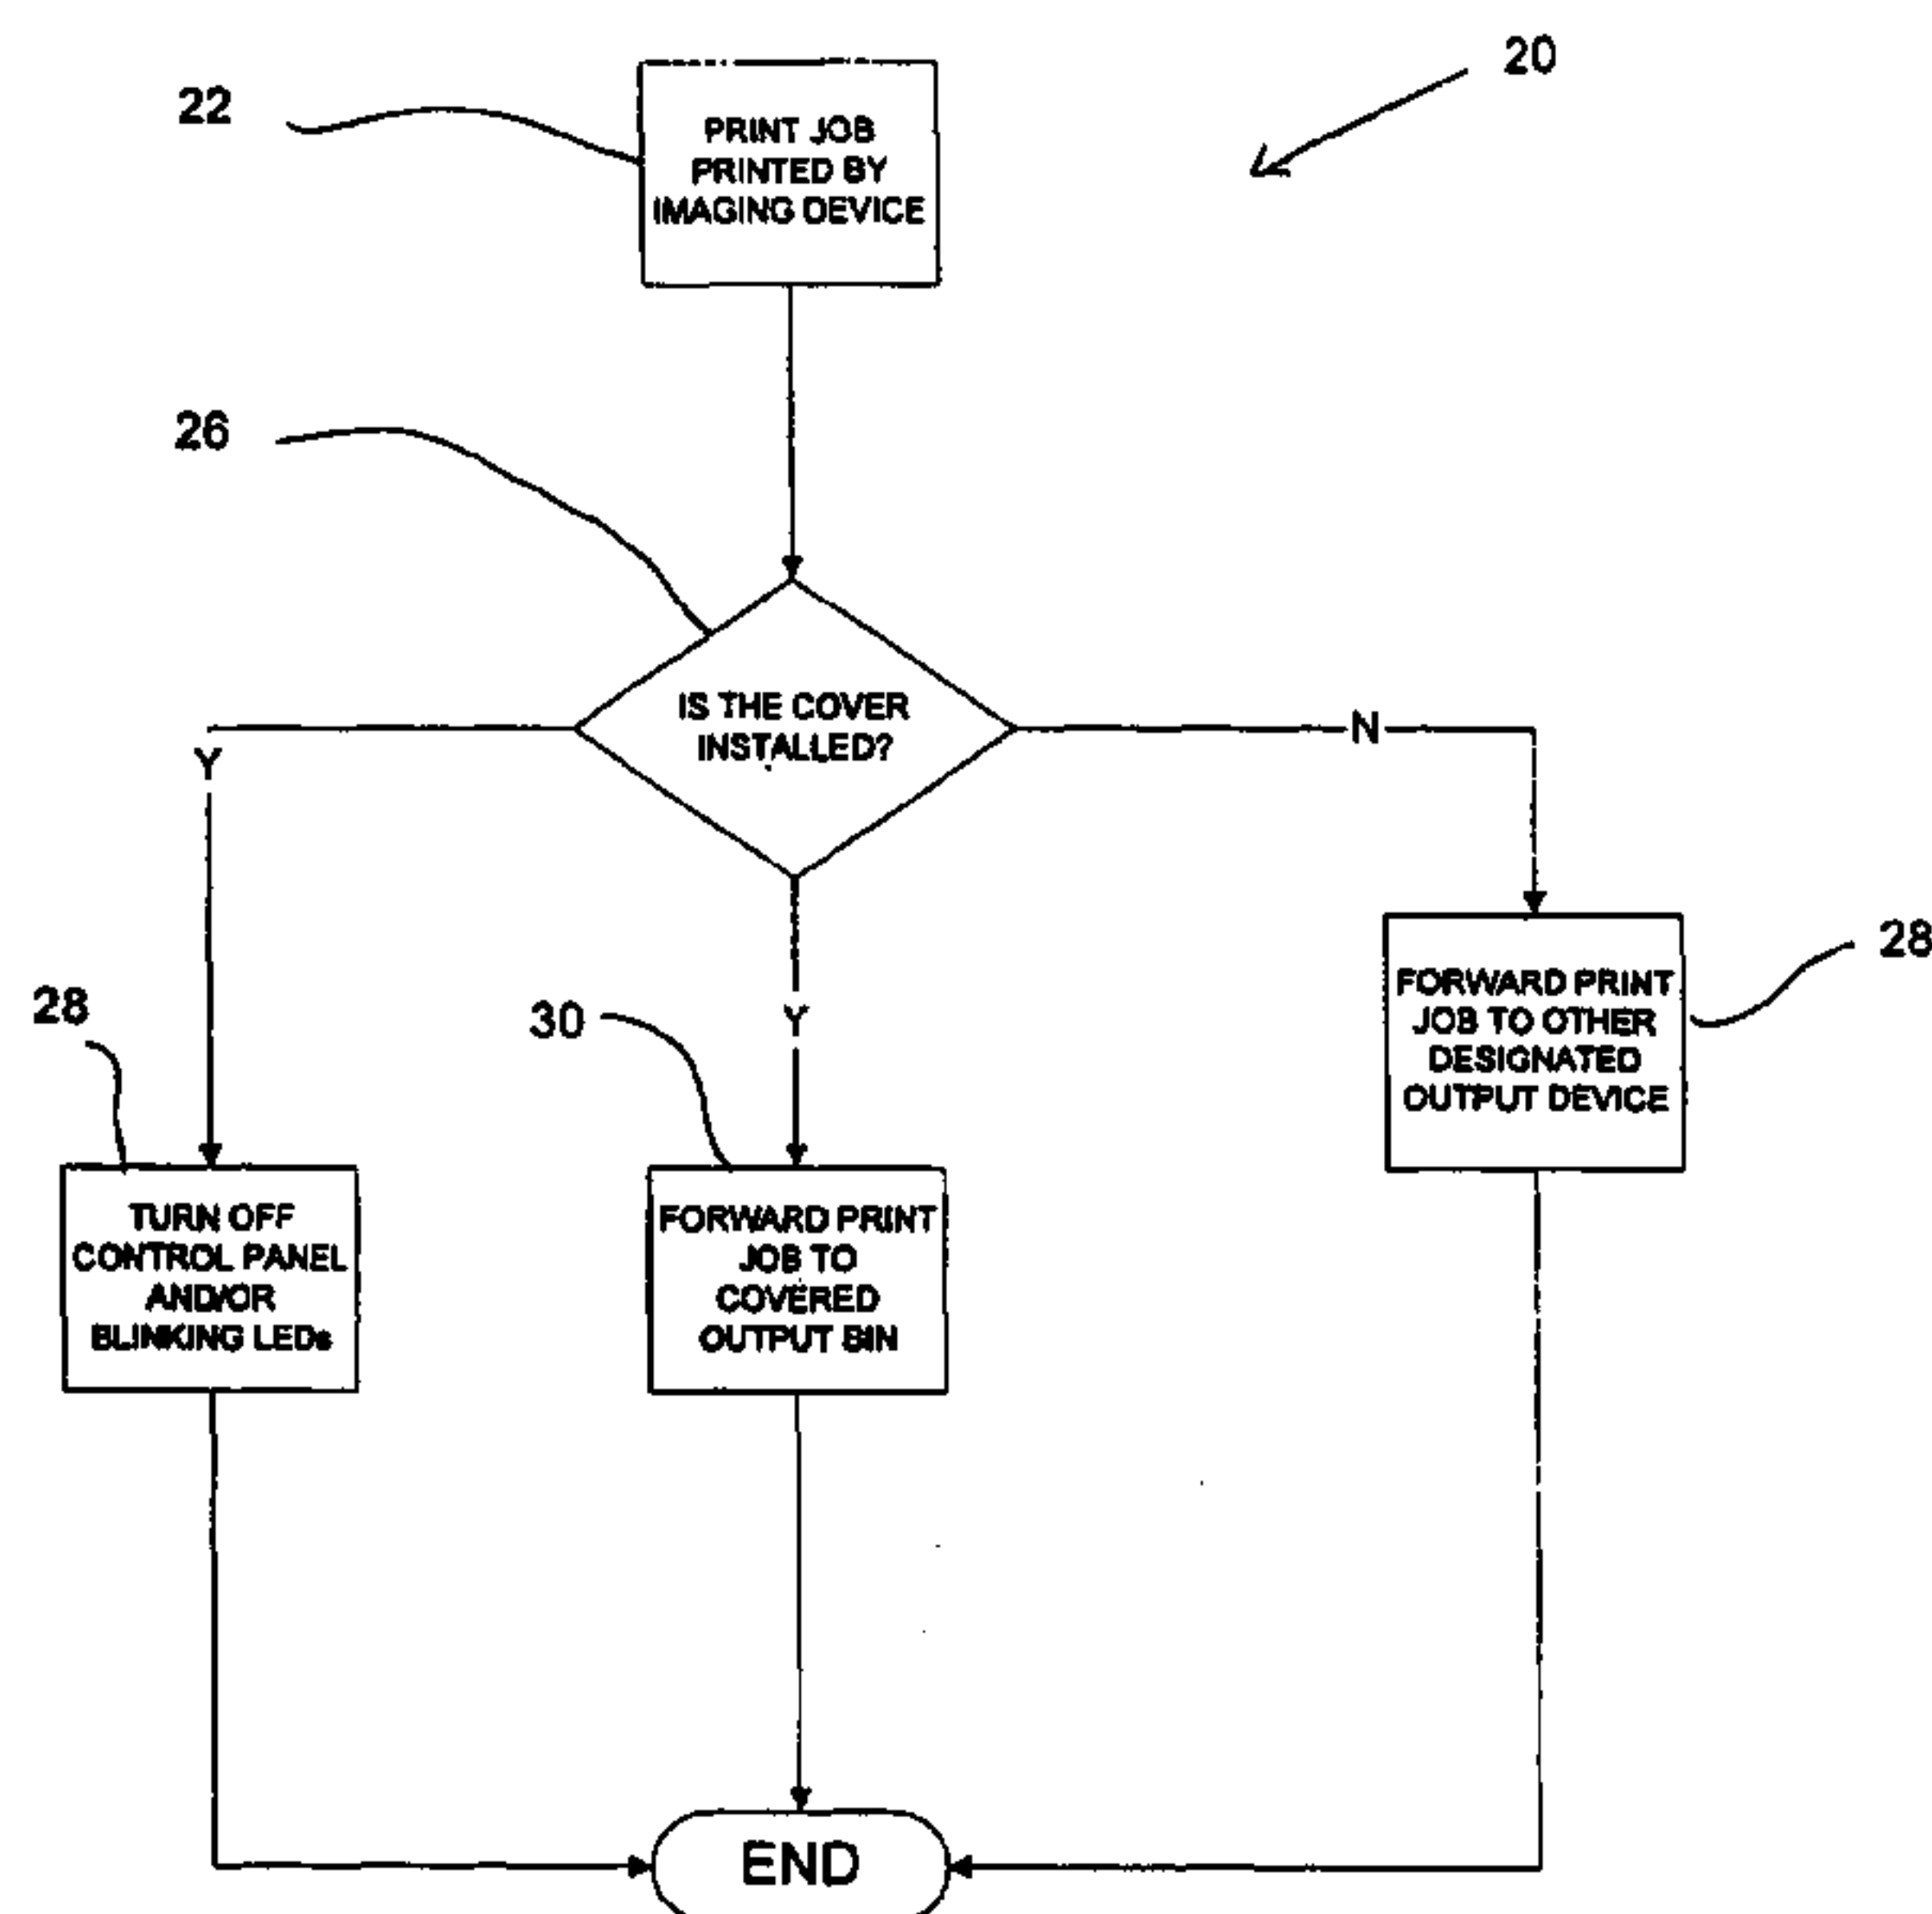 20
22
PRINT JOB
PRINTED BY
IMAGING DEVICE
26
IS THE COVER
INSTALLED?
N
Y
28
FORWARD PRINT
JOB TO OTHER
DESIGNATED
OUTPUT DEVICE
28
30
Y
TURN OFF
CONTROL PANEL
AND/OR
BLINKING LEDs
FORWARD PRINT
JOB TO
COVERED
OUTPUT BIN
END